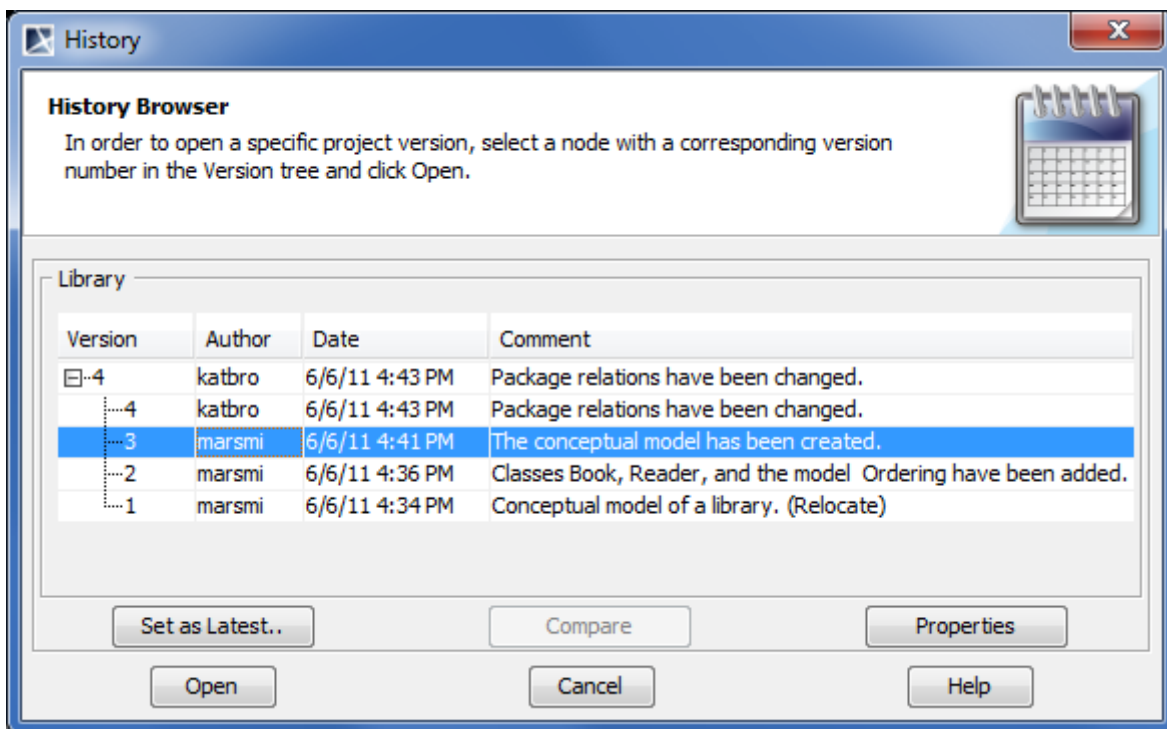 History
X
History Browser
In order to open a specific project version, select a node with a corresponding version
number in the Version tree and click Open.
Library
Version Author Date Comment
4 katbro 6/6/11 4:43 PM Package relations have been changed.
4 katbro 6/6/11 4:43 PM Package relations have been changed.
3 marsmi 6/6/11 4:41 PM The conceptual model has been created.
2 marsmi 6/6/11 4:36 PM Classes Book, Reader, and the model Ordering have been added.
1 marsmi 6/6/11 4:34 PM Conceptual model of a library. (Relocate)
Set as Latest.. Compare Properties
Open Cancel Help